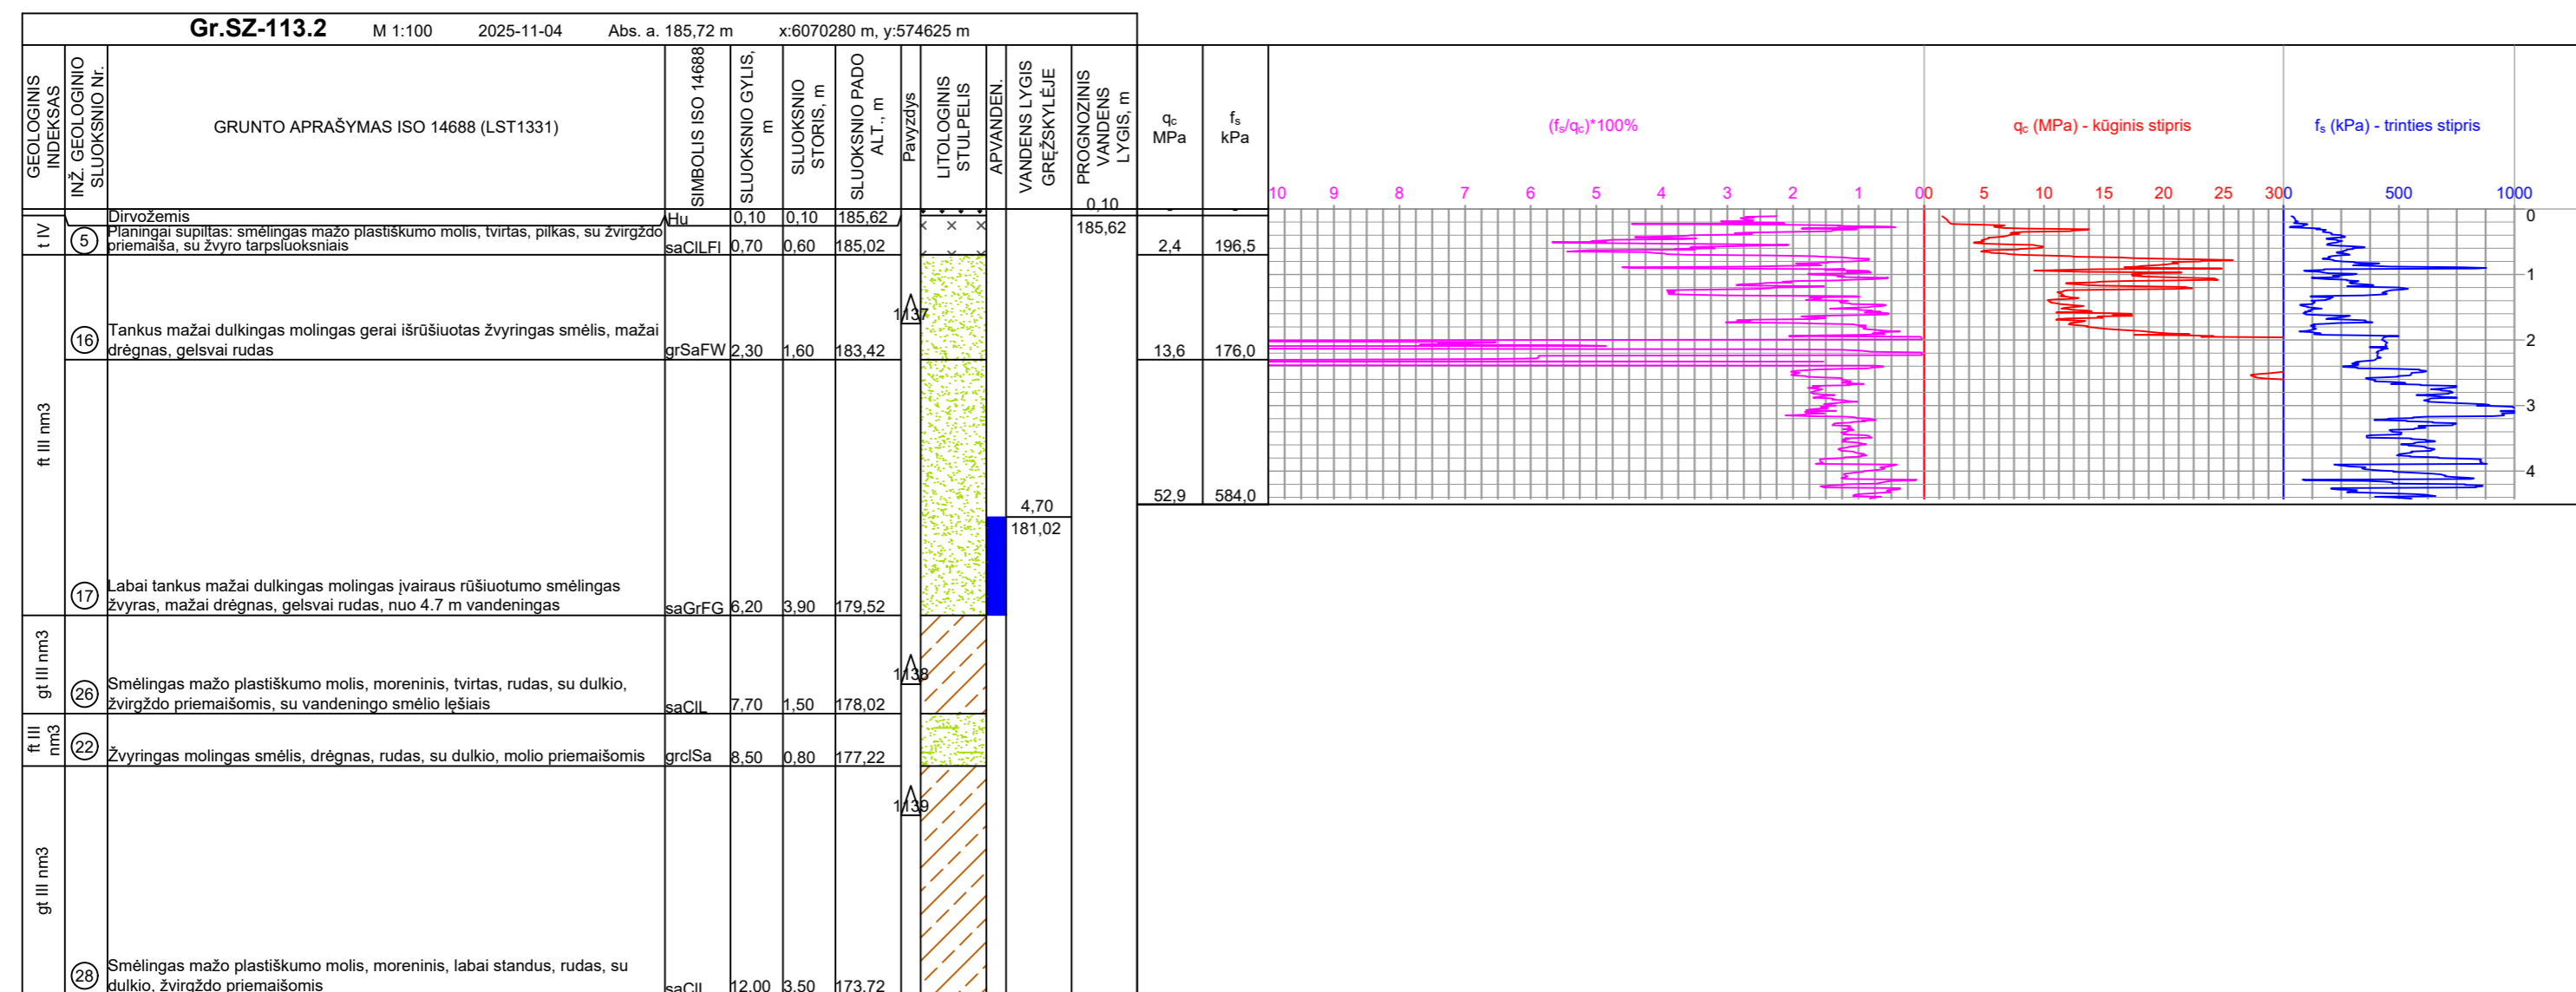 Gr.SZ-113.2 M 1:100 2025-11-04 Abs. a. 185,72 m x:6070280 m, y:574625 m
GEOLOGINIS
INDEKSAS
INŽ. GEOLOGINIO
SLUOKSNIO Nr.
GRUNTO APRAŠYMAS ISO 14688 (LST1331)
SIMBOLIS ISO 14688
SLUOKSNIO GYLIS,
m
SLUOKSNIO
STORIS, m
SLUOKSNIO PADO
ALT., m
Pavyzdys
LITOLOGINIS
STULPELIS
APVANDEN.
VANDENS LYGIS
GRĘŽSKYLĖJE
PROGNOZINIS
VANDENS
LYGIS, m
qc
MPa
fs
kPa
(fs/qc)*100%
qc (MPa) - kūginis stipris
fs (kPa) - trinties stipris
10 9 8 7 6 5 4 3 2 1 0
0 5 10 15 20 25 30
0 500 1000
0
1
2
3
4
0,10
185,62
t IV
Dirvožemis Hu 0,10 0,10 185,62
5
Planingai supiltas: smėlingas mažo plastiškumo molis, tvirtas, pilkas, su žvirgždo
priemaiša, su žvyro tarpsluoksniais saClLFl 0,70 0,60 185,02 2,4 196,5
1137
16
Tankus mažai dulkingas molingas gerai išrūšiuotas žvyringas smėlis, mažai
drėgnas, gelsvai rudas grSaFW 2,30 1,60 183,42 13,6 176,0
ft III nm3
52,9 584,0
4,70
181,02
17
Labai tankus mažai dulkingas molingas įvairaus rūšiuotumo smėlingas
žvyras, mažai drėgnas, gelsvai rudas, nuo 4.7 m vandeningas saGrFG 6,20 3,90 179,52
gt III nm3
1138
26
Smėlingas mažo plastiškumo molis, moreninis, tvirtas, rudas, su dulkio,
žvirgždo priemaišomis, su vandeningo smėlio lęšiais saClL 7,70 1,50 178,02
ft III
nm3
22
Žvyringas molingas smėlis, drėgnas, rudas, su dulkio, molio priemaišomis grclSa 8,50 0,80 177,22
1139
gt III nm3
28
Smėlingas mažo plastiškumo molis, moreninis, labai standus, rudas, su
dulkio, žvirgždo priemaišomis saClL 12,00 3,50 173,72